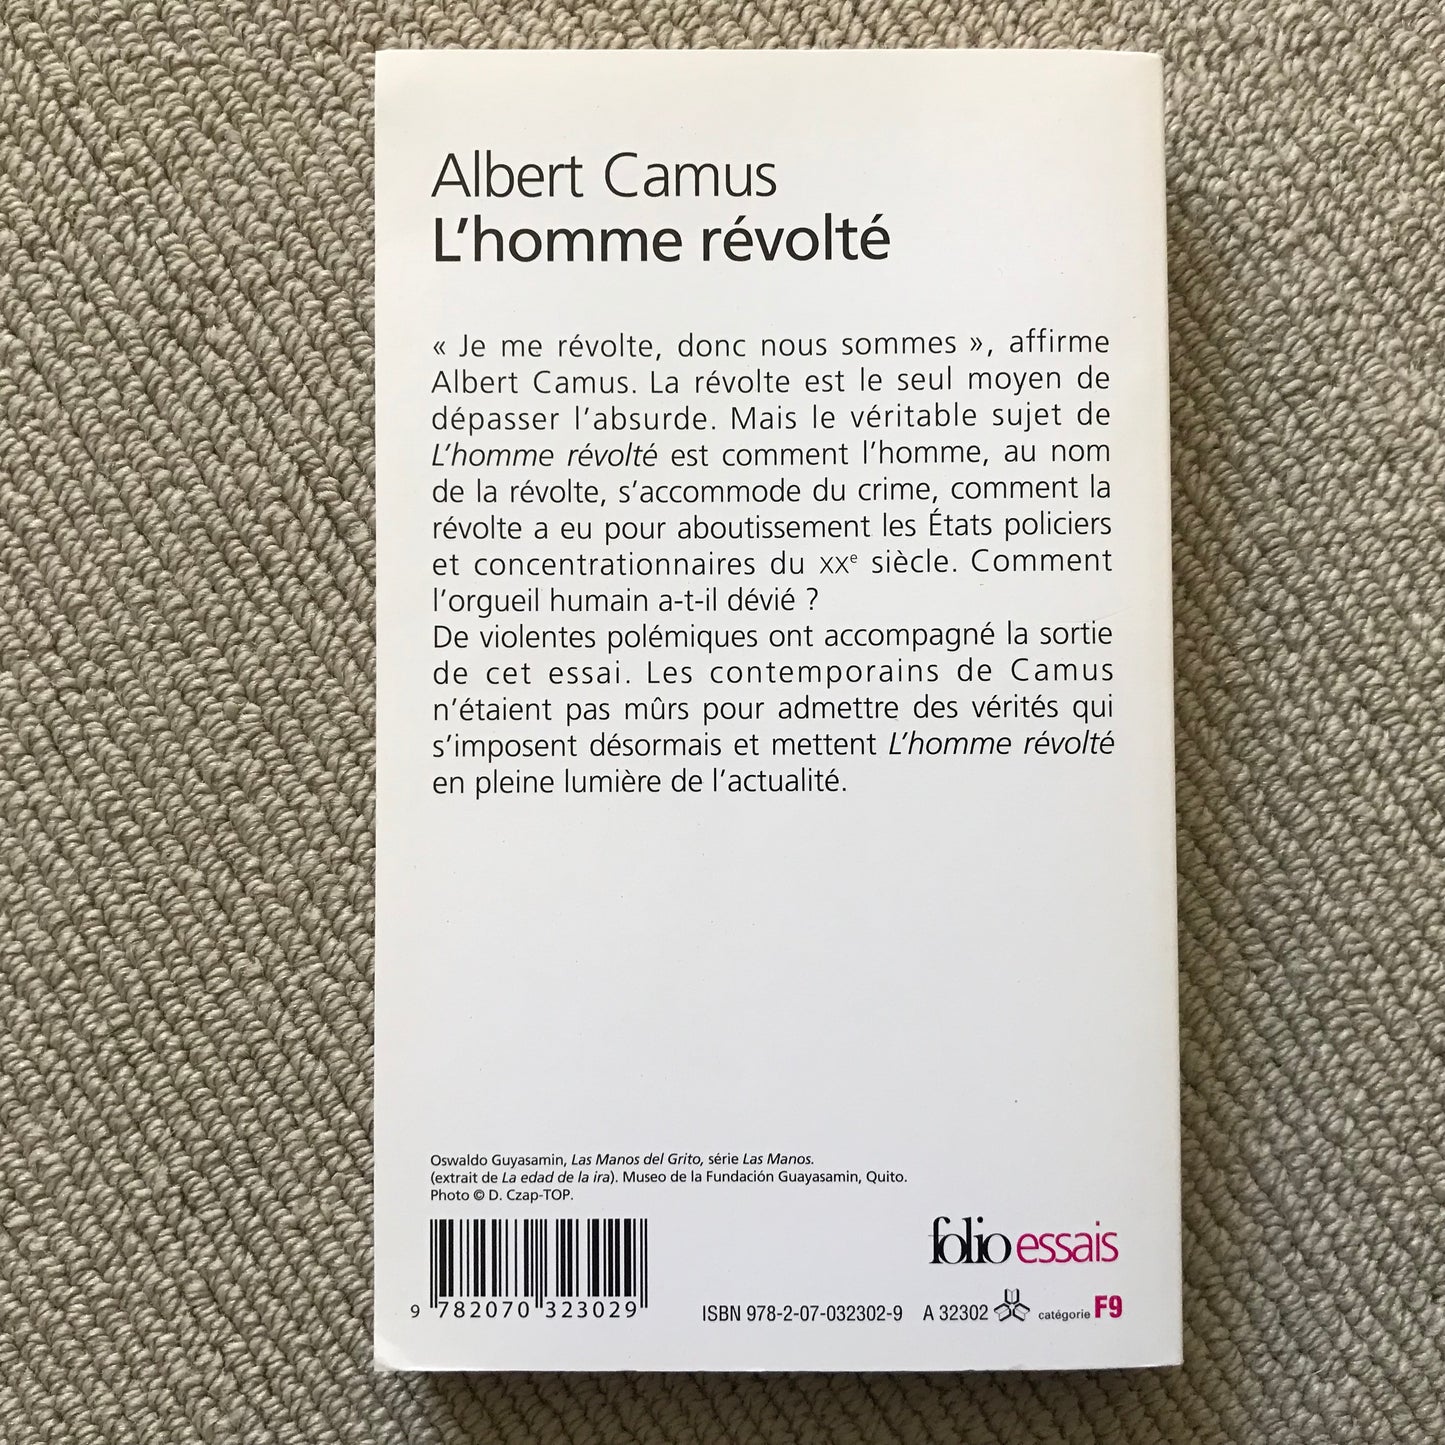 Albert Camus
L'homme révolté
« Je me révolte, donc nous sommes », affirme
Albert Camus. La révolte est le seul moyen de
dépasser l'absurde. Mais le véritable sujet de
L'homme révolté est comment l'homme, au nom
de la révolte, s'accommode du crime, comment la
révolte a eu pour aboutissement les États policiers
et concentrationnaires du XXe siècle. Comment
l'orgueil humain a-t-il dévié ?
De violentes polémiques ont accompagné la sortie
de cet essai. Les contemporains de Camus
n'étaient pas mûrs pour admettre des vérités qui
s'imposent désormais et mettent L'homme révolté
en pleine lumière de l'actualité.
Oswaldo Guyasamin, Las Manos del Grito, série Las Manos.
(extrait de La edad de la ira). Museo de la Fundación Guayasamin, Quito.
Photo © D. Czap-TOP.
folio essais
9 782070 323029
ISBN 978-2-07-032302-9 A 32302 catégorie F9